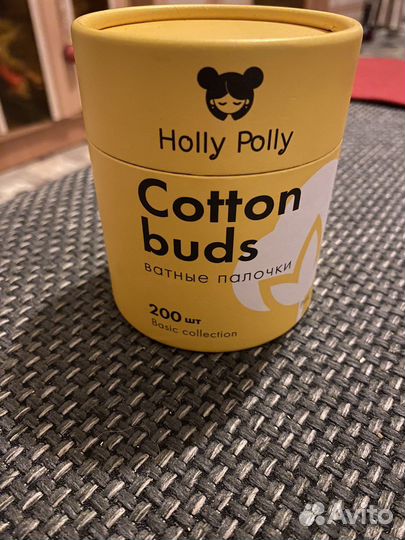 Holly Polly
Cotton
buds
ватные палочки
200 шт
Basic collection
Avito